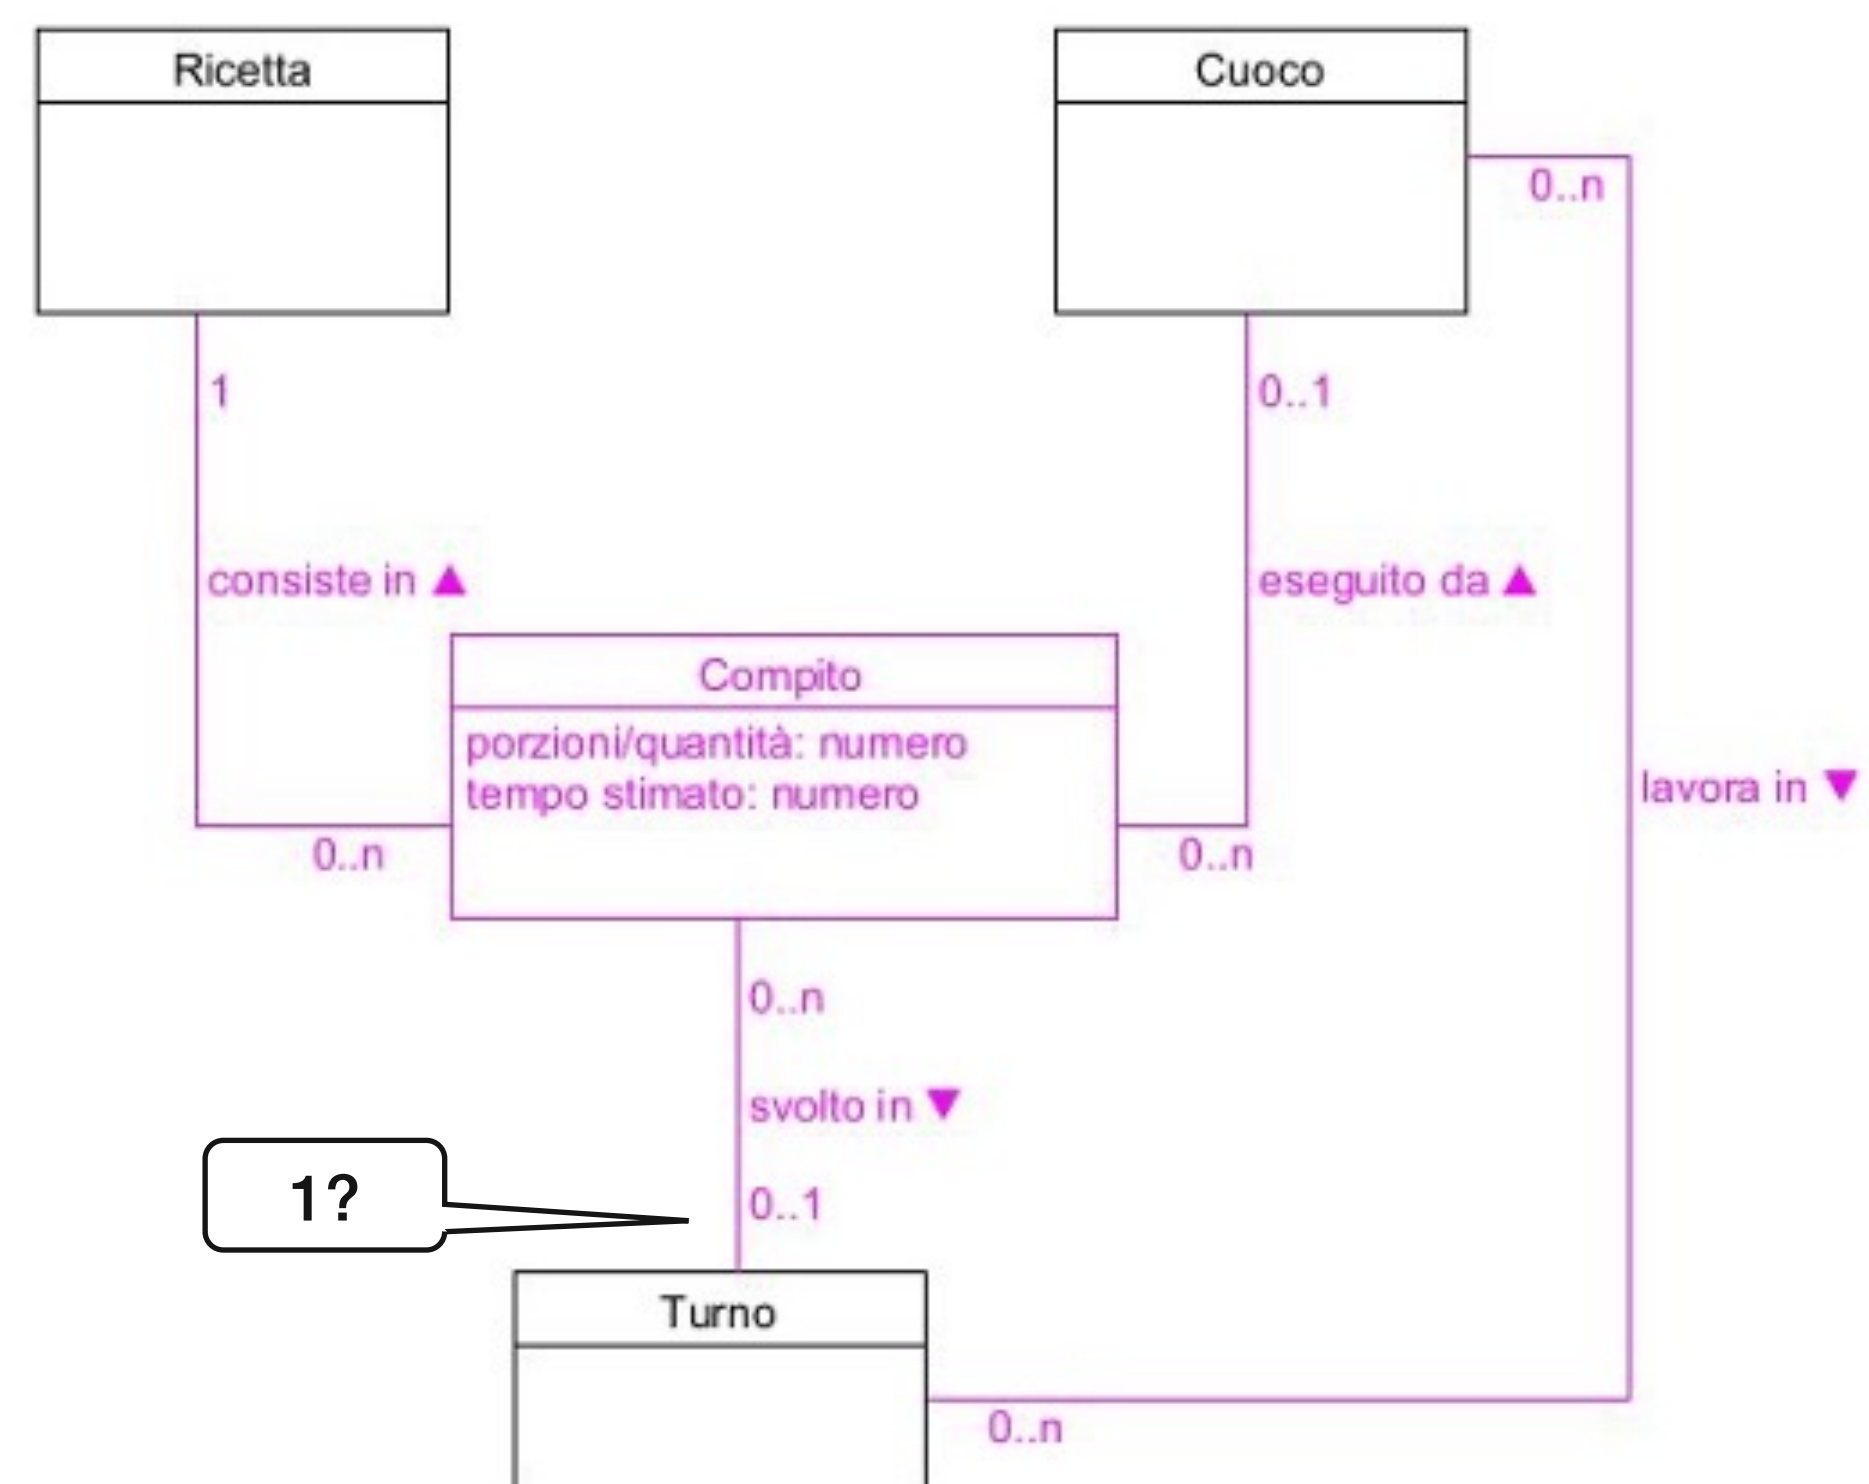 Ricetta
Cuoco
0..n
1
0..1
consiste in ▲
eseguito da ▲
Compito
porzioni/quantità: numero
tempo stimato: numero
lavora in ▼
0..n
0..n
0..n
svolto in ▼
1?
0..1
Turno
0..n